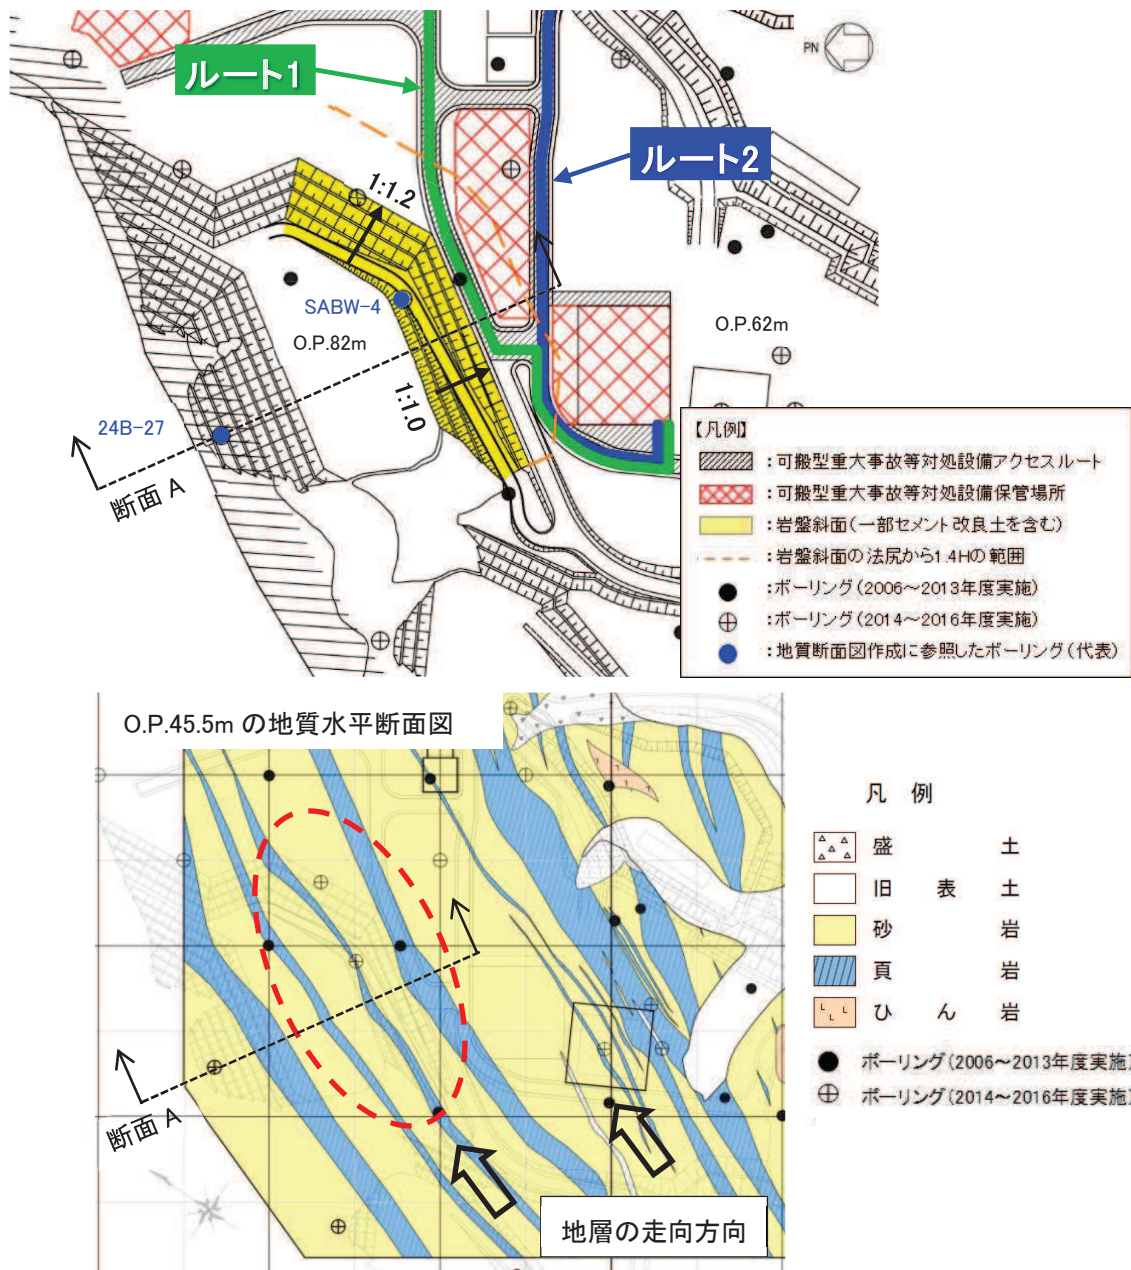 ルート1
PN
ルート2
1:1.2
SABW-4
O.P.82m
O.P.62m
1:1.0
24B-27
断面 A
【凡例】
:可搬型重大事故等対処設備アクセスルート
:可搬型重大事故等対処設備保管場所
:岩盤斜面(一部セメント改良土を含む)
:岩盤斜面の法尻から1.4Hの範囲
:ボーリング(2006～2013年度実施)
:ボーリング(2014～2016年度実施)
:地質断面図作成に参照したボーリング(代表)
O.P.45.5m の地質水平断面図
断面 A
地層の走向方向
凡 例
盛 土
旧 表 土
砂 岩
頁 岩
ひ ん 岩
ボーリング(2006～2013年度実施)
ボーリング(2014～2016年度実施)